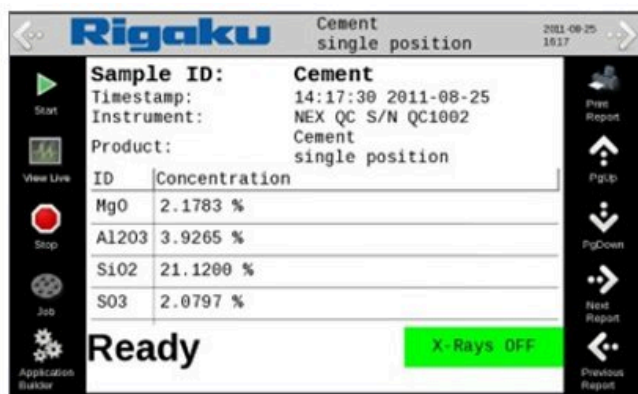 Rigaku
Cement
single position
2011-08-25
1617
Start
View Live
Stop
Job
Application
Builder
Sample ID: Cement
Timestamp: 14:17:30 2011-08-25
Instrument: NEX QC S/N QC1002
Product: Cement
single position
ID Concentration
MgO 2.1783 %
Al2O3 3.9265 %
SiO2 21.1200 %
SO3 2.0797 %
Ready
X-Rays OFF
Print
Report
PgUp
PgDown
Next
Report
Previous
Report